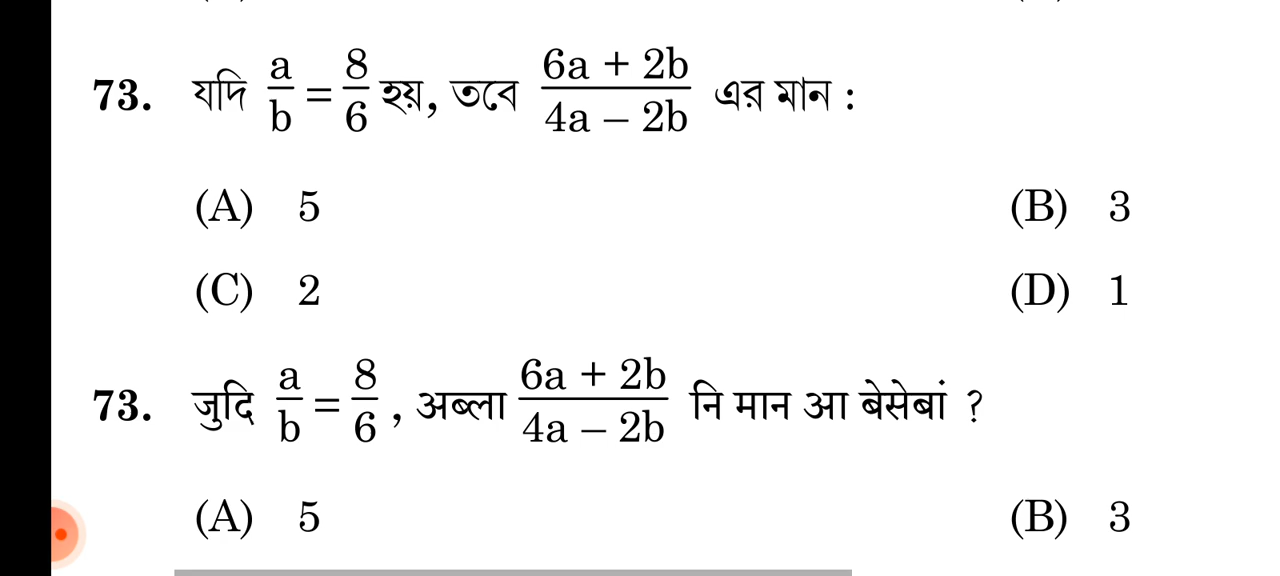 73. যদি a/b = 8/6 হয়, তবে (6a + 2b)/(4a – 2b) এর মান :
(A) 5 (B) 3
(C) 2 (D) 1
73. जुदि a/b = 8/6 , अब्ला (6a + 2b)/(4a – 2b) नि मान आ बेसेबां ?
(A) 5 (B) 3